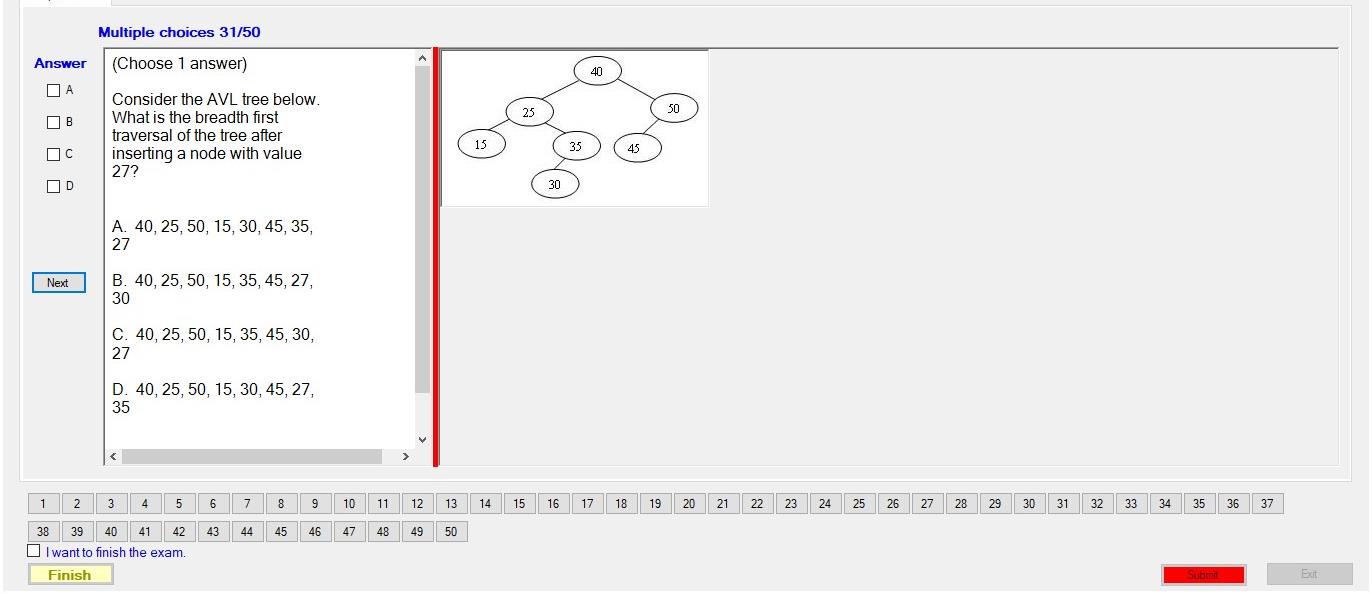 Multiple choices 31/50
Answer
A
B
C
D
Next
(Choose 1 answer)
Consider the AVL tree below.
What is the breadth first
traversal of the tree after
inserting a node with value
27?
A. 40, 25, 50, 15, 30, 45, 35,
27
B. 40, 25, 50, 15, 35, 45, 27,
30
C. 40, 25, 50, 15, 35, 45, 30,
27
D. 40, 25, 50, 15, 30, 45, 27,
35
40
25
50
15
35
45
30
1 2 3 4 5 6 7 8 9 10 11 12 13 14 15 16 17 18 19 20 21 22 23 24 25 26 27 28 29 30 31 32 33 34 35 36 37
38 39 40 41 42 43 44 45 46 47 48 49 50
I want to finish the exam.
Finish
Submit
Exit